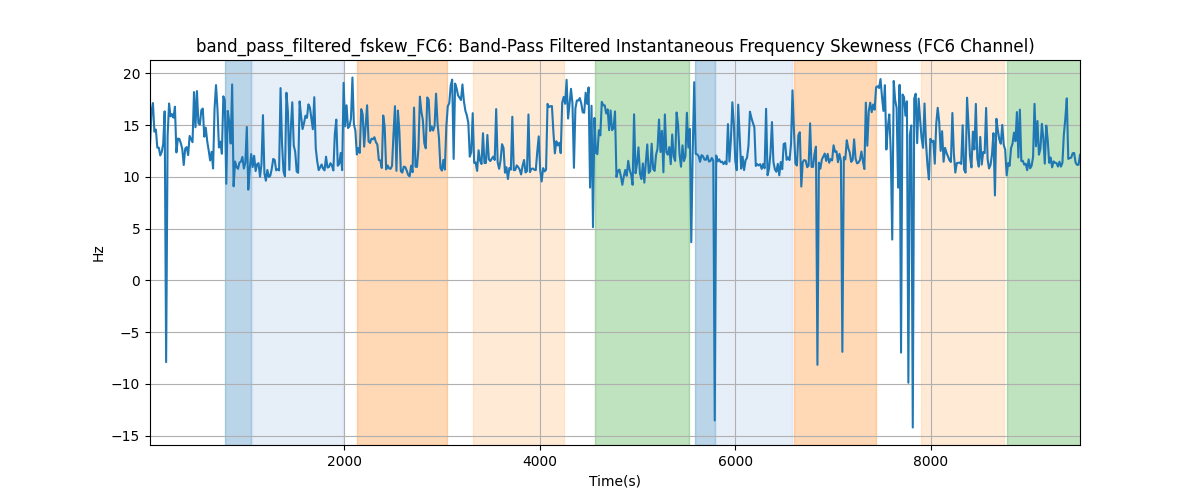 band_pass_filtered_fskew_FC6: Band-Pass Filtered Instantaneous Frequency Skewness (FC6 Channel)
20
15
10
5
0
−5
−10
−15
Hz
2000 4000 6000 8000
Time(s)